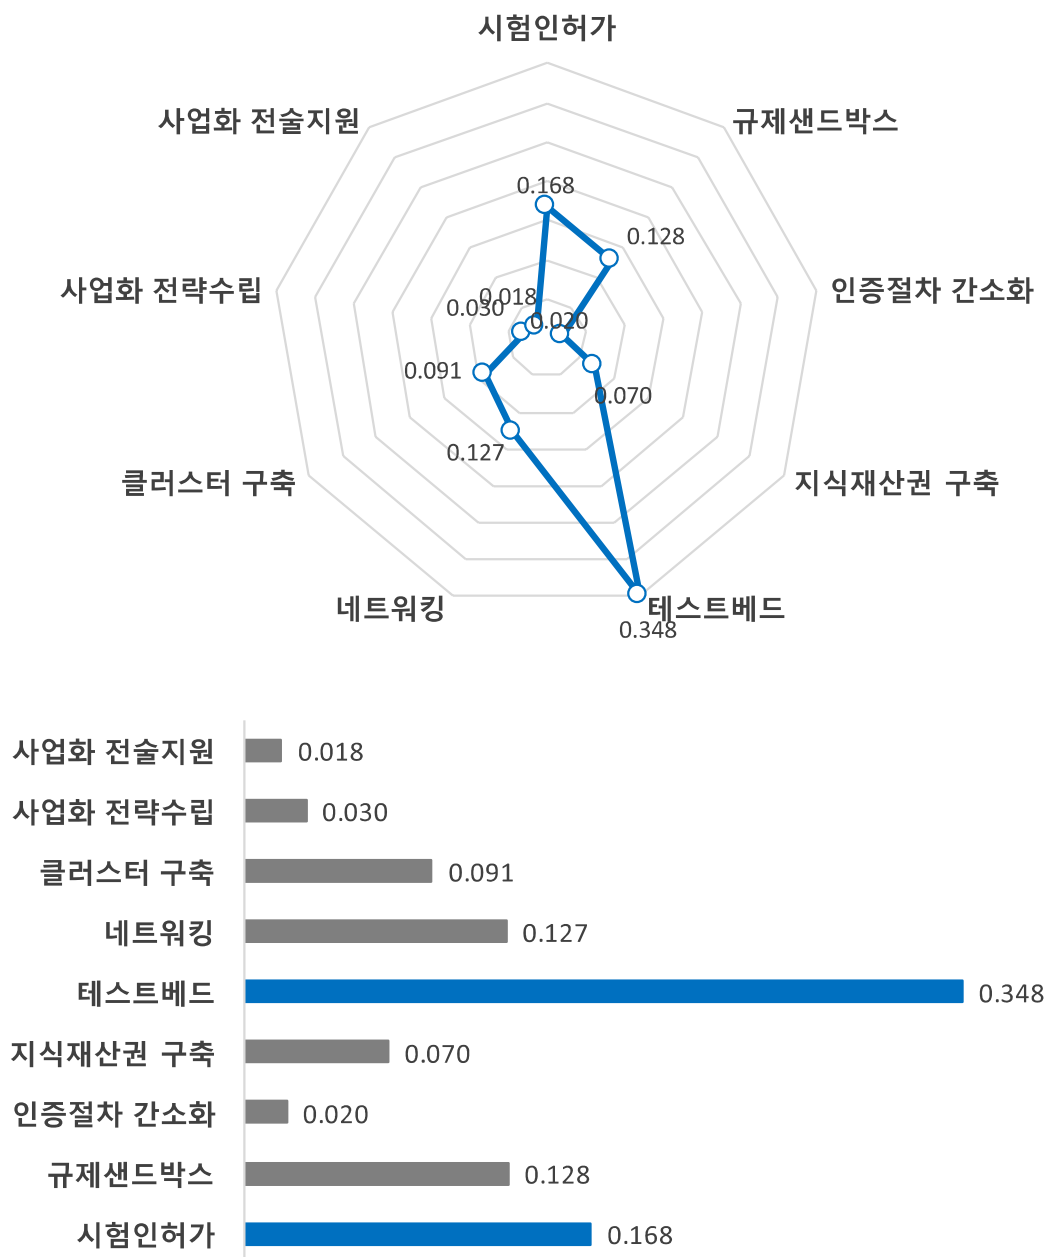 시험인허가
사업화 전술지원
규제샌드박스
0.168
0.128
사업화 전략수립
인증절차 간소화
0.018
0.030
0.020
0.091
0.070
0.127
클러스터 구축
지식재산권 구축
네트워킹
테스트베드
0.348
사업화 전술지원 0.018
사업화 전략수립 0.030
클러스터 구축 0.091
네트워킹 0.127
테스트베드 0.348
지식재산권 구축 0.070
인증절차 간소화 0.020
규제샌드박스 0.128
시험인허가 0.168